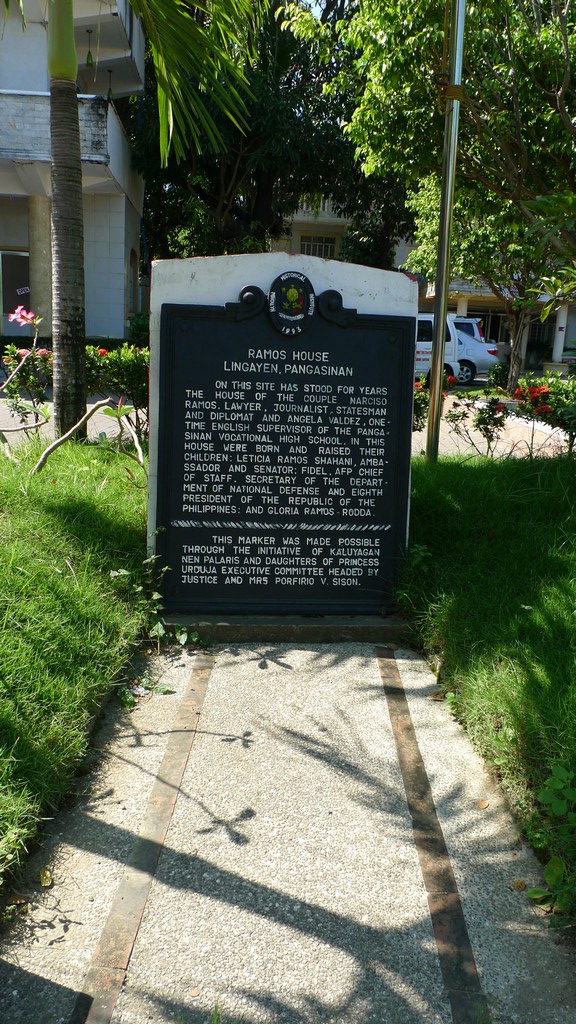 HISTORICAL
1993
RAMOS HOUSE
LINGAYEN, PANGASINAN
ON THIS SITE HAS STOOD FOR YEARS
THE HOUSE OF THE COUPLE NARCISO
RAMOS, LAWYER, JOURNALIST, STATESMAN
AND DIPLOMAT AND ANGELA VALDEZ, ONE-
TIME ENGLISH SUPERVISOR OF THE PANGA-
SINAN VOCATIONAL HIGH SCHOOL. IN THIS
HOUSE WERE BORN AND RAISED THEIR
CHILDREN: LETICIA RAMOS SHAHANI, AMBA-
SSADOR AND SENATOR; FIDEL, AFP CHIEF
OF STAFF, SECRETARY OF THE DEPART-
MENT OF NATIONAL DEFENSE AND EIGHTH
PRESIDENT OF THE REPUBLIC OF THE
PHILIPPINES; AND GLORIA RAMOS-RODDA.
THIS MARKER WAS MADE POSSIBLE
THROUGH THE INITIATIVE OF KALUYAGAN
NEN PALARIS AND DAUGHTERS OF PRINCESS
URDUJA EXECUTIVE COMMITTEE HEADED BY
JUSTICE AND MRS PORFIRIO V. SISON.
OPEN